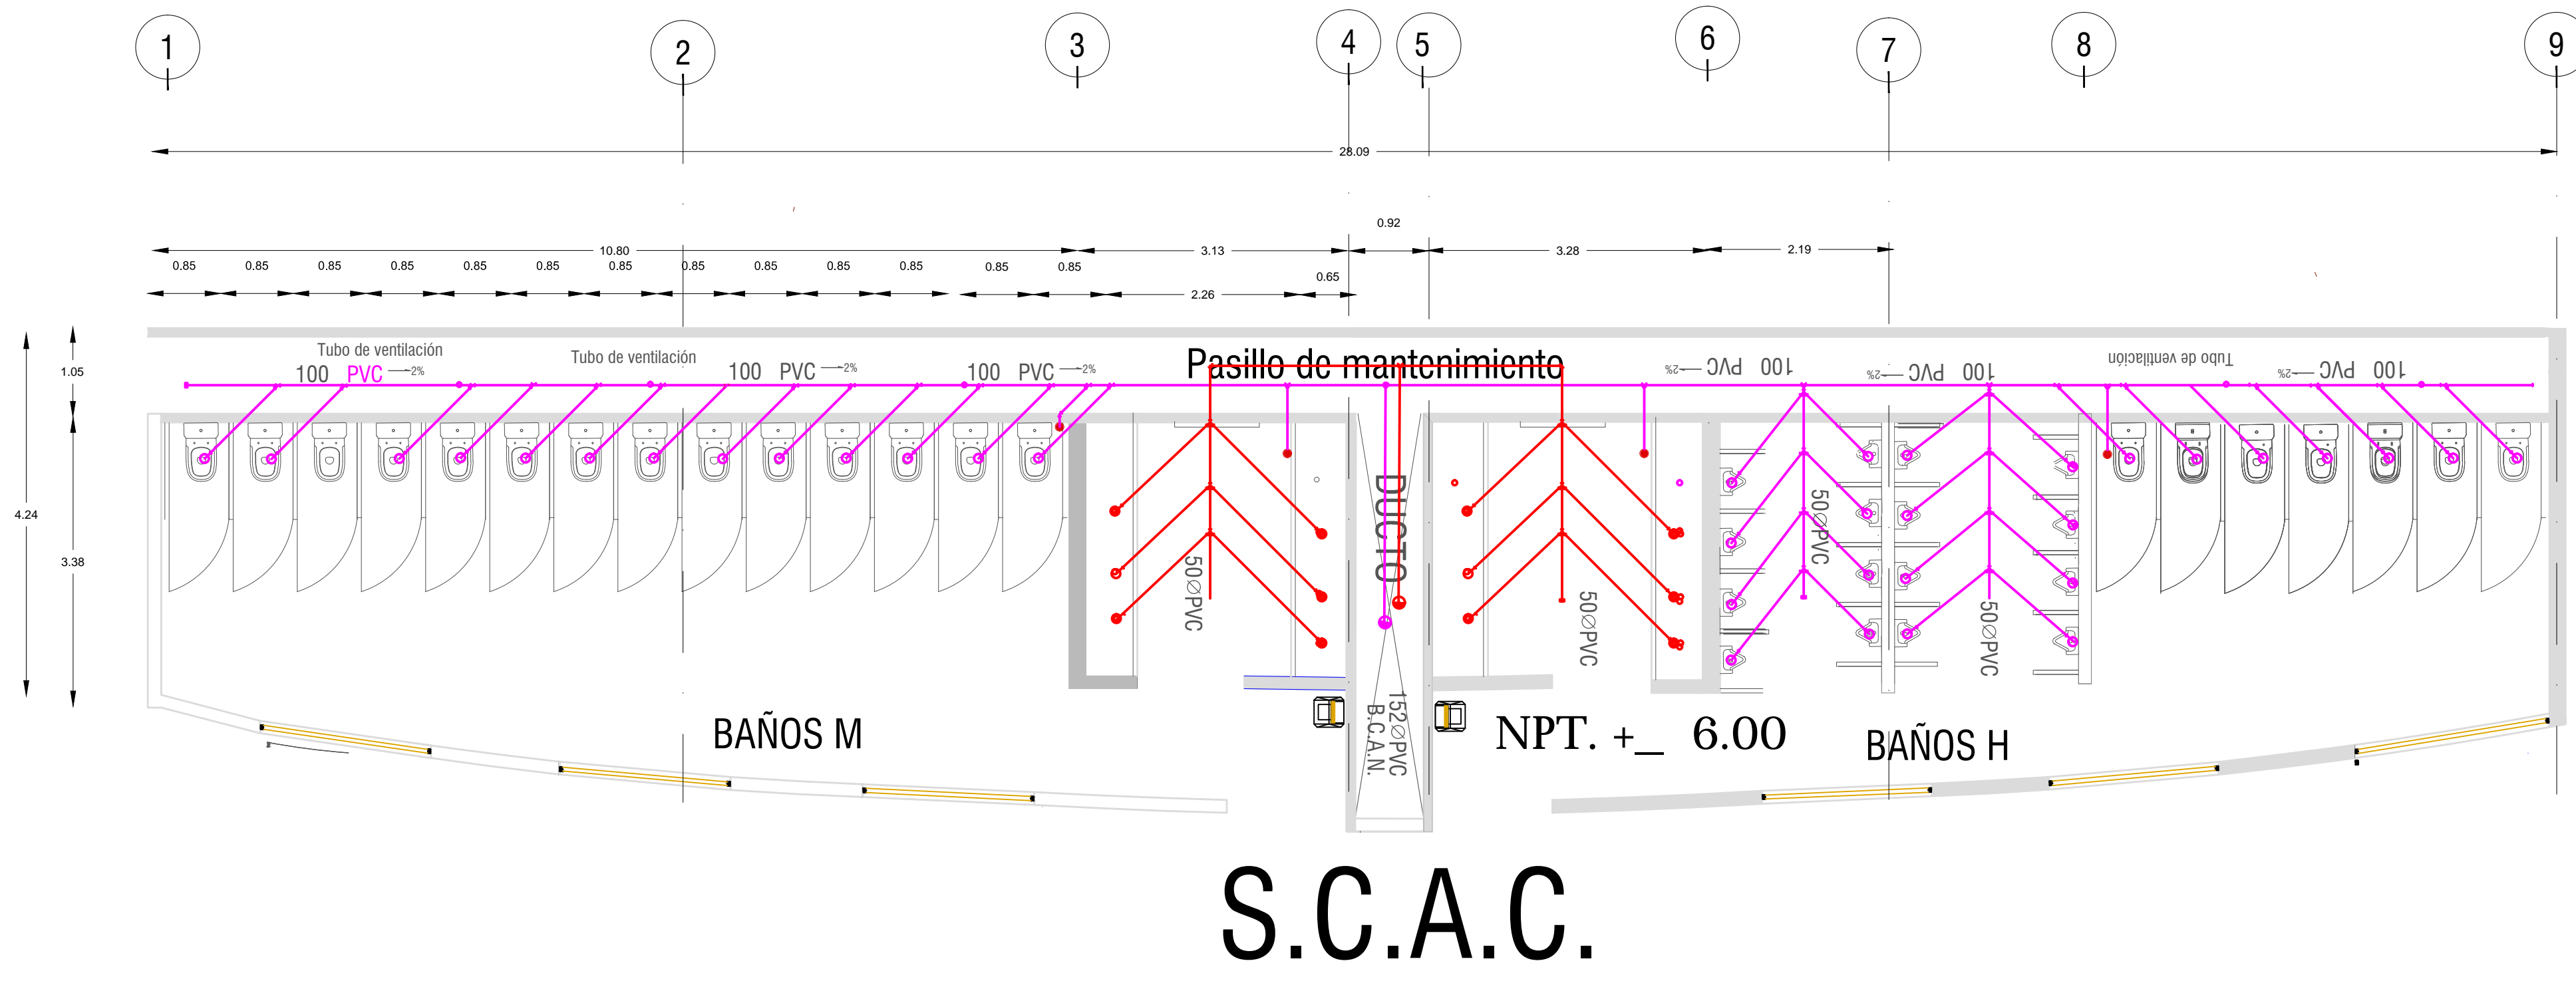 1
2
3
4
5
6
7
8
9
28.09
0.92
10.80
3.13
3.28
2.19
0.85
0.85
0.85
0.85
0.85
0.85
0.85
0.85
0.85
0.85
0.85
0.85
0.85
0.65
2.26
1.05
4.24
3.38
Tubo de ventilación
100 PVC 2%
Tubo de ventilación
100 PVC 2%
100 PVC 2%
Pasillo de mantenimiento
100 PVC 2%
100 PVC 2%
Tubo de ventilación
100 PVC 2%
DUCTO
50∅PVC
50∅PVC
50∅PVC
50∅PVC
152∅PVC
B.C.A.N.
BAÑOS M
NPT. +_ 6.00
BAÑOS H
S.C.A.C.